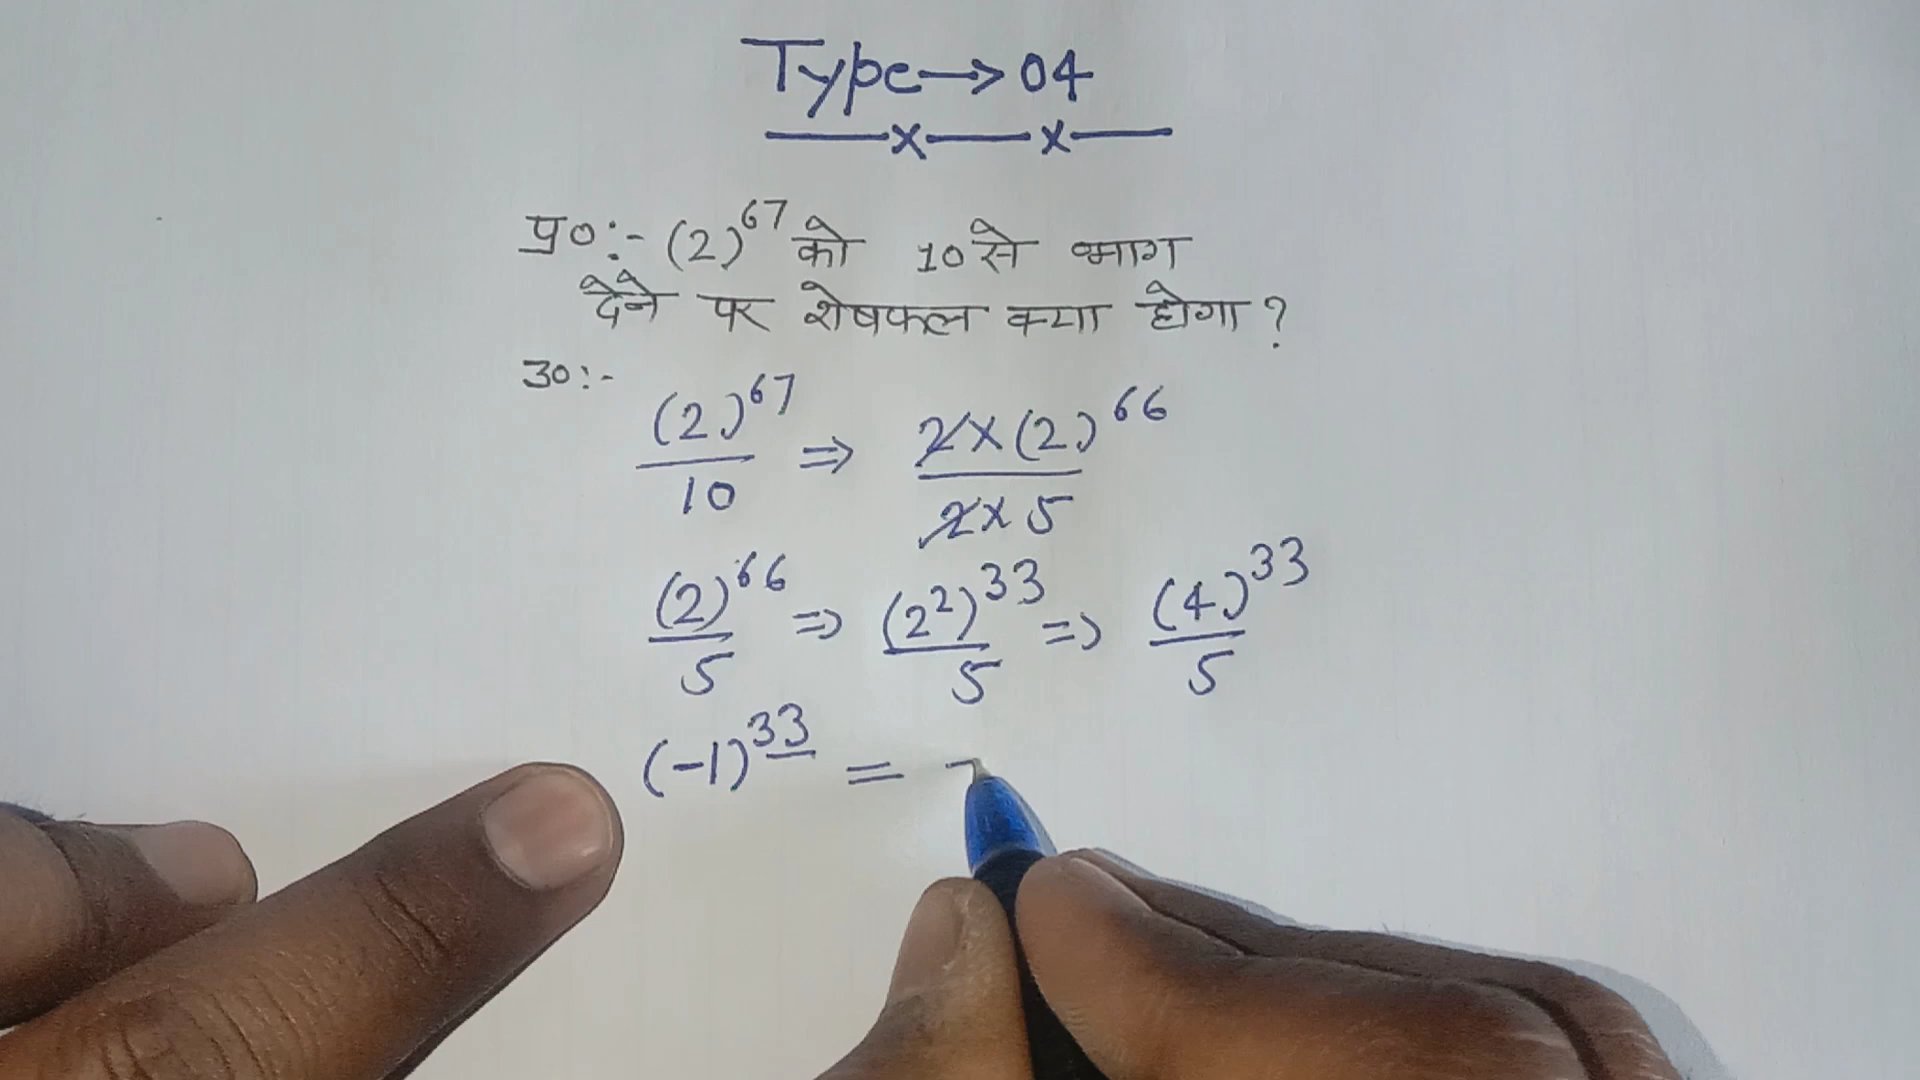 Type→04
—x—x—
प्र०:- (2)^67 को 10 से भाग
देने पर शेषफल क्या होगा?
उ०:-
(2)^67/10 ⇒ 2×(2)^66/2×5
(2)^66/5 ⇒ (2^2)^33/5 ⇒ (4)^33/5
(-1)^33 = -